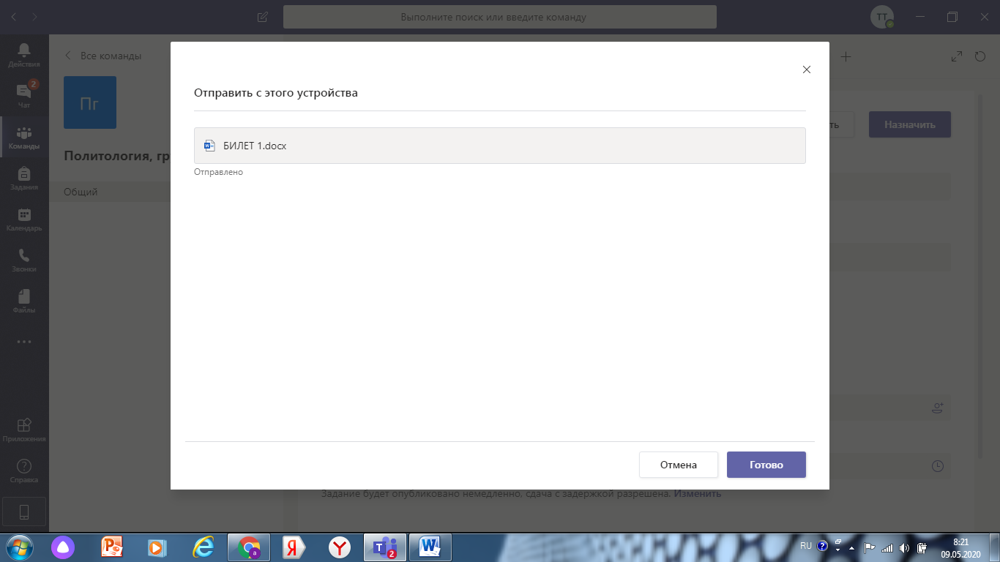 Выполните поиск или введите команду
ТТ
Действия
Все команды
2
Чат
Пг
Команды
Политология, гр
Задания
Общий
Календарь
Звонки
Файлы
Приложения
Справка
Отправить с этого устройства
БИЛЕТ 1.docx
Отправлено
Отмена
Готово
ть
Назначить
Задание будет опубликовано немедленно, сдача с задержкой разрешена. Изменить
RU
8:21
09.05.2020